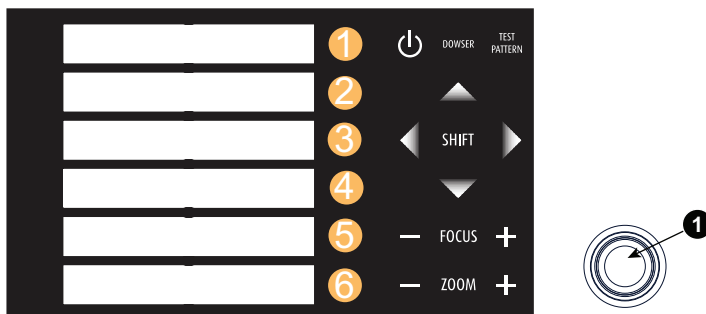 1 DOWSER TEST
PATTERN
2
3 SHIFT
1
4
5 FOCUS
6 ZOOM